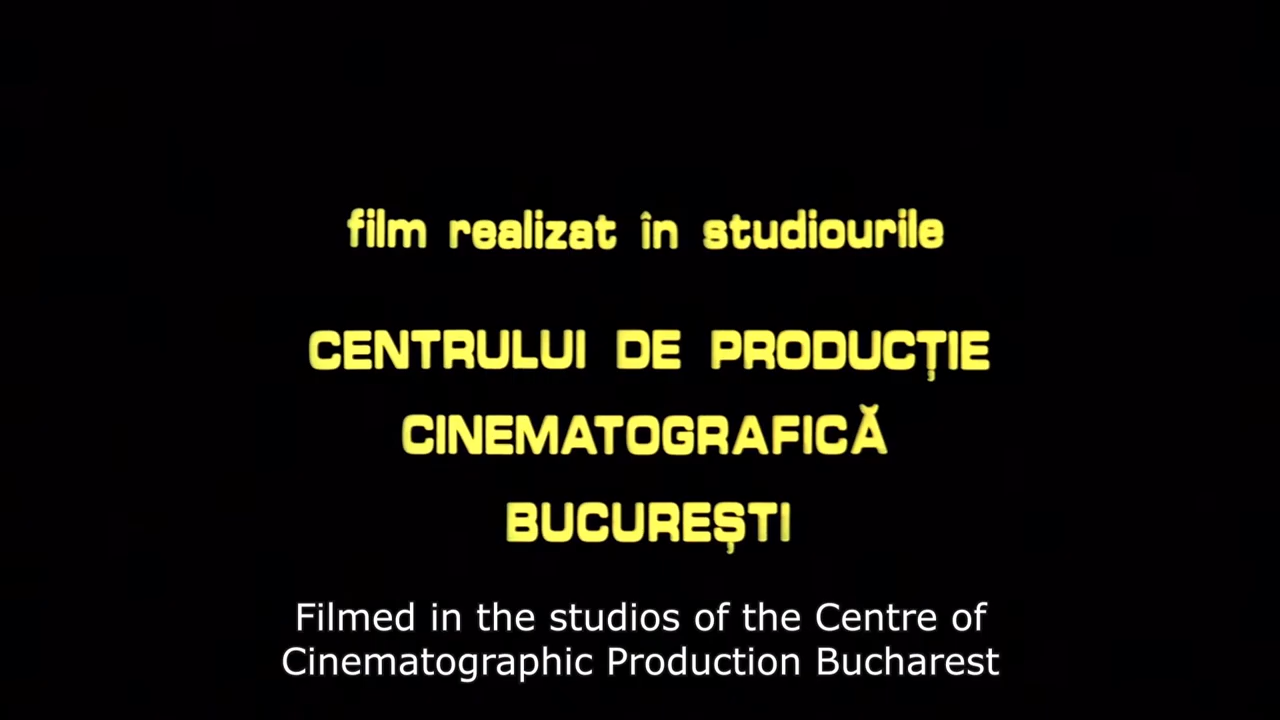 film realizat în studiourile
CENTRULUI DE PRODUCȚIE
CINEMATOGRAFICĂ
BUCUREȘTI
Filmed in the studios of the Centre of
Cinematographic Production Bucharest